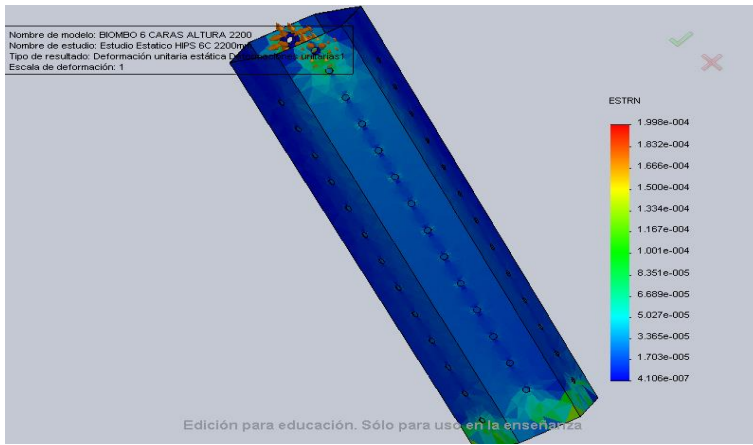 Nombre de modelo: BIOMBO 6 CARAS ALTURA 2200
Nombre de estudio: Estudio Estatico HIPS 6C 2200mm
Tipo de resultado: Deformación unitaria estática Deformaciones unitarias1
Escala de deformación: 1
ESTRN
1.998e-004
1.832e-004
1.666e-004
1.500e-004
1.334e-004
1.167e-004
1.001e-004
8.351e-005
6.689e-005
5.027e-005
3.365e-005
1.703e-005
4.106e-007
Edición para educación. Sólo para uso en la enseñanza